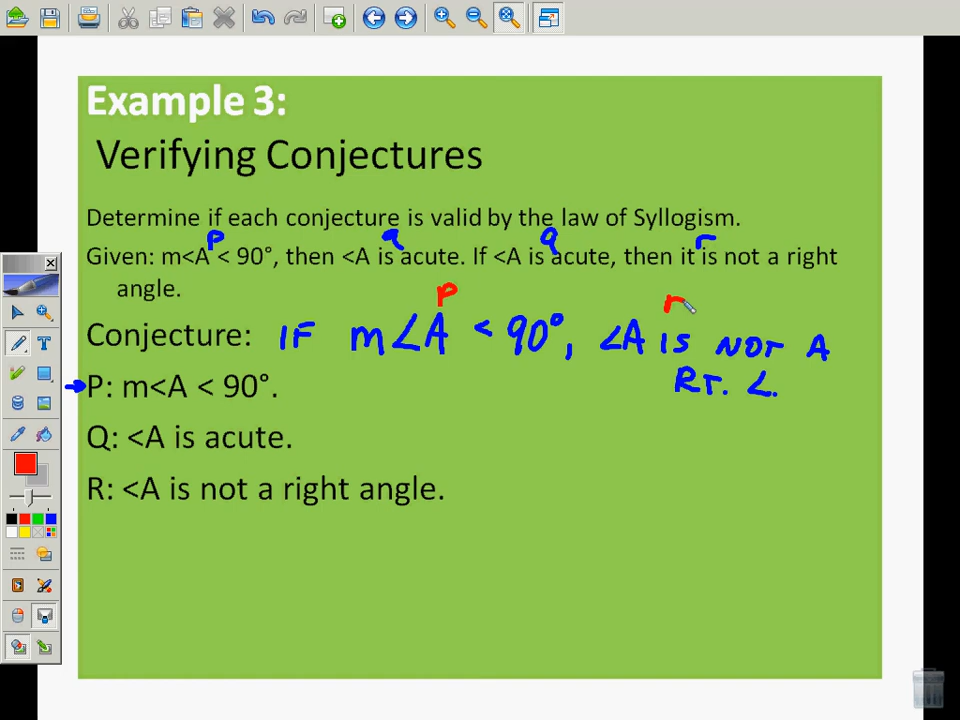 Example 3:
Verifying Conjectures
Determine if each conjecture is valid by the law of Syllogism.
P Q Q r
Given: m<A < 90°, then <A is acute. If <A is acute, then it is not a right
angle.
P r
Conjecture: IF m∠A < 90°, ∠A IS NOT A
RT. ∠.
P: m<A < 90°.
Q: <A is acute.
R: <A is not a right angle.
T